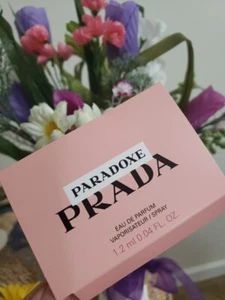 PARADOXE
PRADA
EAU DE PARFUM
VAPORISATEUR / SPRAY
1.2 ml 0.04 FL. OZ.